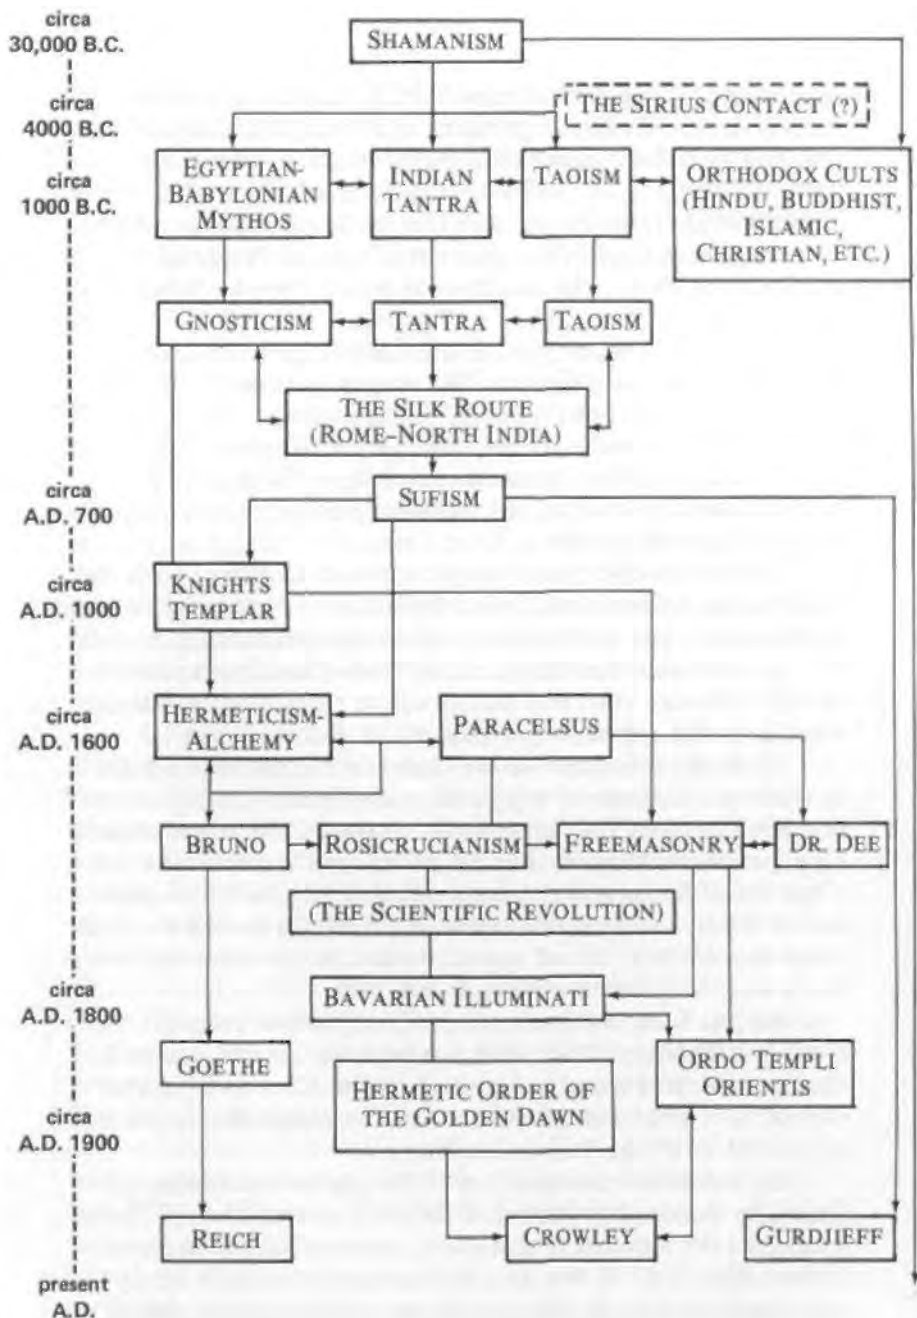 circa
30,000 B.C.
SHAMANISM
circa
4000 B.C.
THE SIRIUS CONTACT (?)
circa
1000 B.C.
EGYPTIAN-
BABYLONIAN
MYTHOS
INDIAN
TANTRA
TAOISM
ORTHODOX CULTS
(HINDU, BUDDHIST,
ISLAMIC,
CHRISTIAN, ETC.)
GNOSTICISM
TANTRA
TAOISM
THE SILK ROUTE
(ROME–NORTH INDIA)
circa
A.D. 700
SUFISM
circa
A.D. 1000
KNIGHTS
TEMPLAR
circa
A.D. 1600
HERMETICISM-
ALCHEMY
PARACELSUS
BRUNO
ROSICRUCIANISM
FREEMASONRY
DR. DEE
(THE SCIENTIFIC REVOLUTION)
circa
A.D. 1800
BAVARIAN ILLUMINATI
GOETHE
ORDO TEMPLI
ORIENTIS
HERMETIC ORDER OF
THE GOLDEN DAWN
circa
A.D. 1900
REICH
CROWLEY
GURDJIEFF
present
A.D.